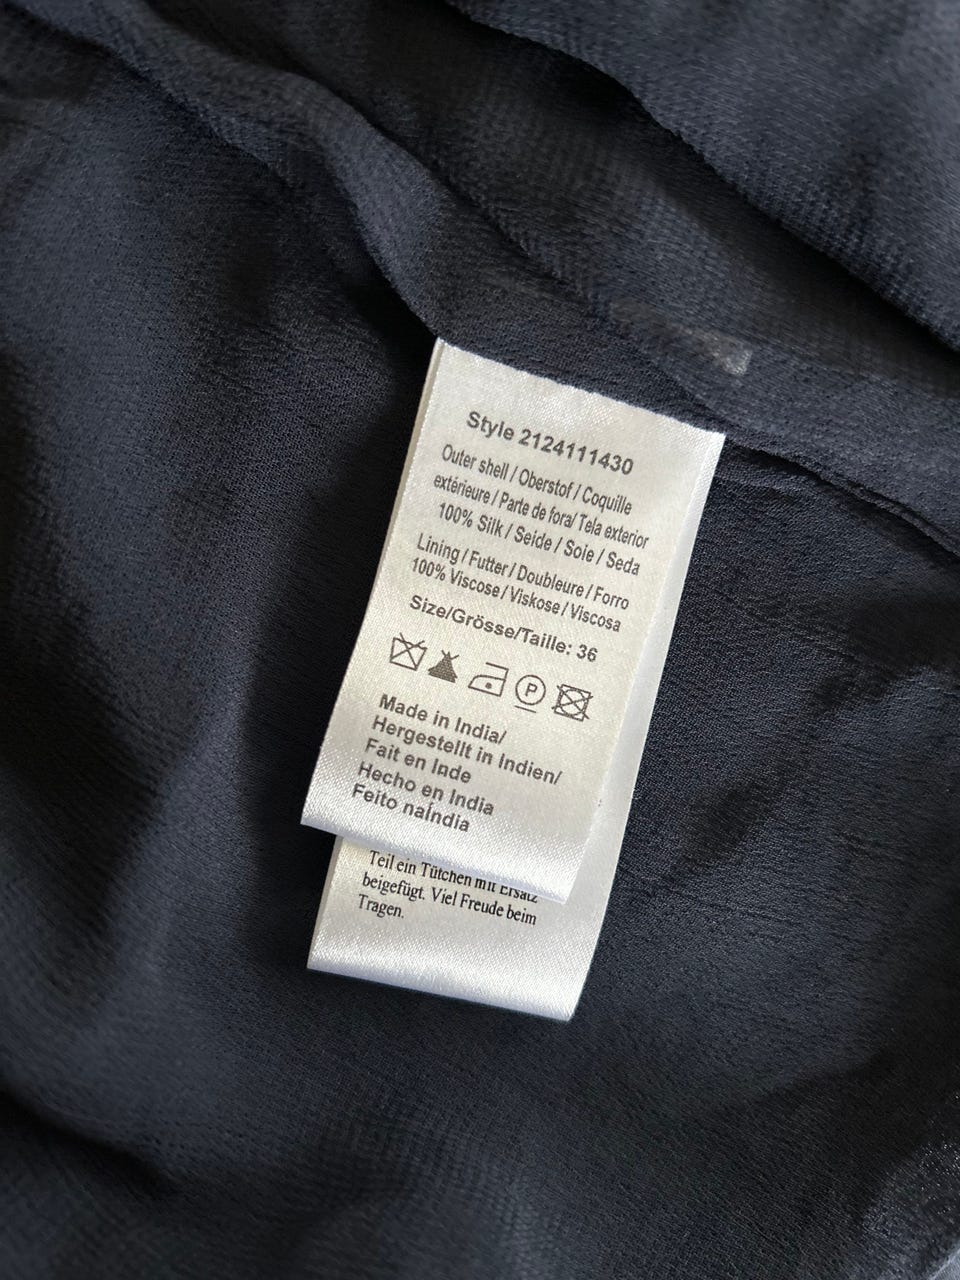 Style 2124111430
Outer shell / Oberstof / Coquille
extérieure / Parte de fora/ Tela exterior
100% Silk / Seide / Soie / Seda
Lining / Futter / Doubleure / Forro
100% Viscose / Viskose / Viscosa
Size/Grösse/Taille: 36
P
Made in India/
Hergestellt in Indien/
Fait en Inde
Hecho en India
Feito naÍndia
Teil ein Tütchen mit Ersatz
beigefügt. Viel Freude beim
Tragen.